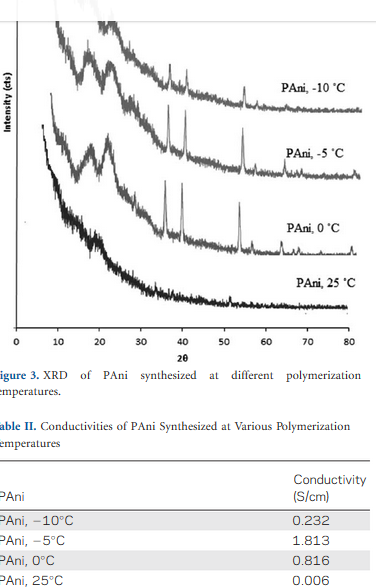 PAni, -10 °C
Intensity (cts)
PAni, -5 °C
PAni, 0 °C
PAni, 25 °C
0 10 20 30 40 50 60 70 80
2θ
igure 3. XRD of PAni synthesized at different polymerization
emperatures.
able II. Conductivities of PAni Synthesized at Various Polymerization
emperatures
PAni
Conductivity
(S/cm)
PAni, −10°C 0.232
PAni, −5°C 1.813
PAni, 0°C 0.816
PAni, 25°C 0.006